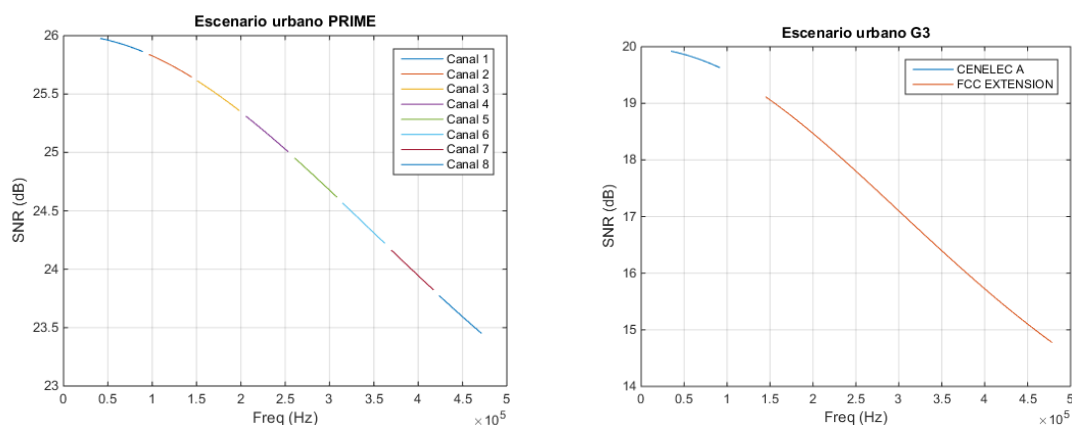 Escenario urbano PRIME
26
25.5
25
24.5
24
23.5
23
SNR (dB)
0 0.5 1 1.5 2 2.5 3 3.5 4 4.5 5
Freq (Hz)
× 10^5
Canal 1
Canal 2
Canal 3
Canal 4
Canal 5
Canal 6
Canal 7
Canal 8
Escenario urbano G3
20
19
18
17
16
15
14
SNR (dB)
0 0.5 1 1.5 2 2.5 3 3.5 4 4.5 5
Freq (Hz)
× 10^5
CENELEC A
FCC EXTENSION